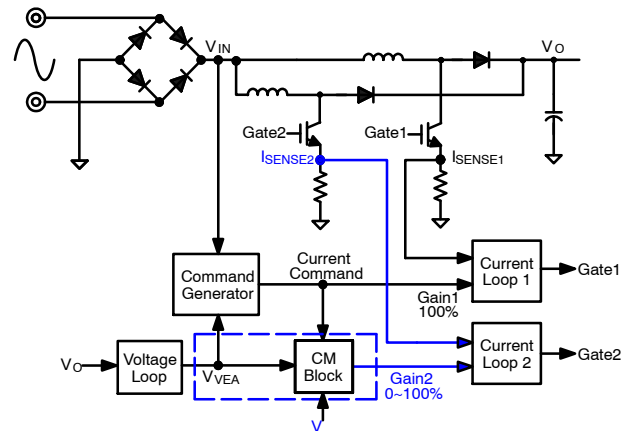 VIN
VO
Gate2
Gate1
ISENSE2
ISENSE1
Command
Generator
Current
Command
Current
Loop 1
Gate1
Gain1
100%
VO
Voltage
Loop
VVEA
CM
Block
Gain2
0~100%
Current
Loop 2
Gate2
V